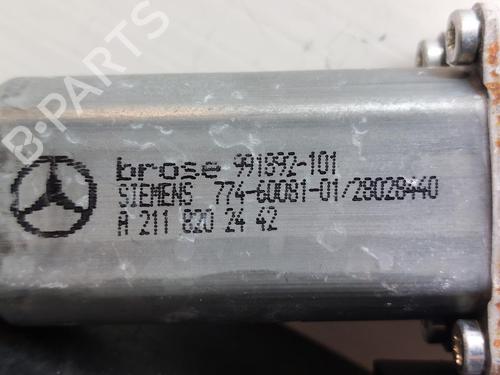 B-PARTS
brose 991892-101
SIEMENS 774-60081-01/28028440
A 211 820 24 42